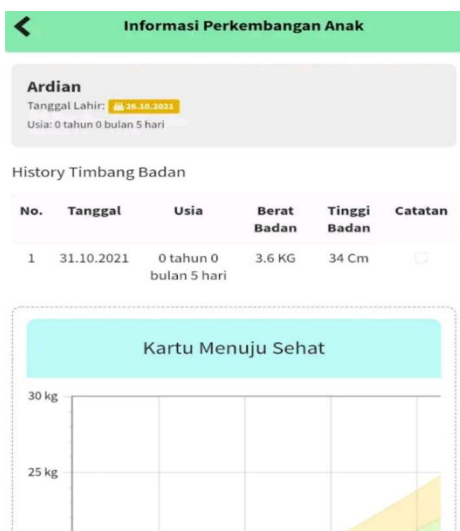 Informasi Perkembangan Anak
Ardian
Tanggal Lahir: 26.10.2021
Usia: 0 tahun 0 bulan 5 hari
History Timbang Badan
No. Tanggal Usia Berat Badan Tinggi Badan Catatan
1 31.10.2021 0 tahun 0 bulan 5 hari 3.6 KG 34 Cm
Kartu Menuju Sehat
30 kg
25 kg